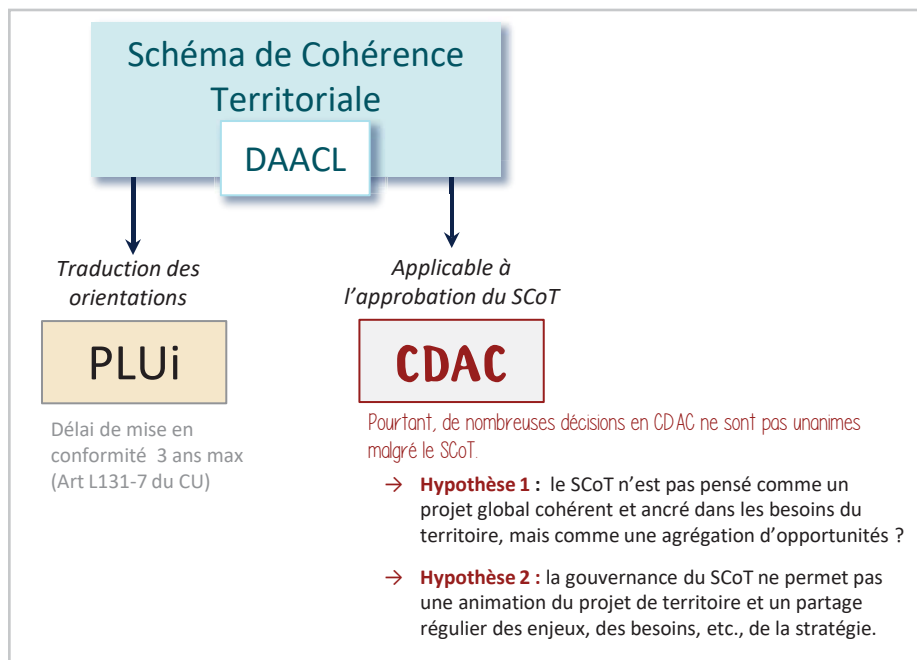 Schéma de Cohérence
Territoriale
DAACL
Traduction des
orientations
PLUi
Délai de mise en
conformité 3 ans max
(Art L131-7 du CU)
Applicable à
l’approbation du SCoT
CDAC
Pourtant, de nombreuses décisions en CDAC ne sont pas unanimes
malgré le SCoT.
→ Hypothèse 1 : le SCoT n’est pas pensé comme un
projet global cohérent et ancré dans les besoins du
territoire, mais comme une agrégation d’opportunités ?
→ Hypothèse 2 : la gouvernance du SCoT ne permet pas
une animation du projet de territoire et un partage
régulier des enjeux, des besoins, etc., de la stratégie.